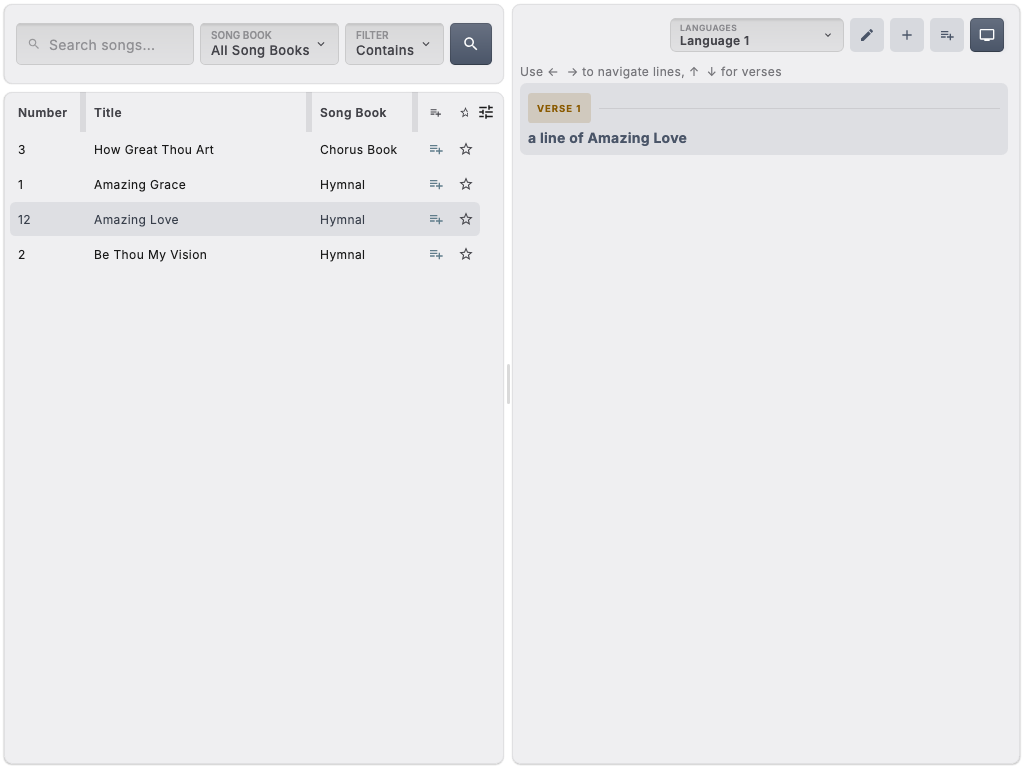 Search songs...
SONG BOOK
All Song Books
FILTER
Contains
Number Title Song Book
3 How Great Thou Art Chorus Book
1 Amazing Grace Hymnal
12 Amazing Love Hymnal
2 Be Thou My Vision Hymnal
LANGUAGES
Language 1
Use ← → to navigate lines, ↑ ↓ for verses
VERSE 1
a line of Amazing Love